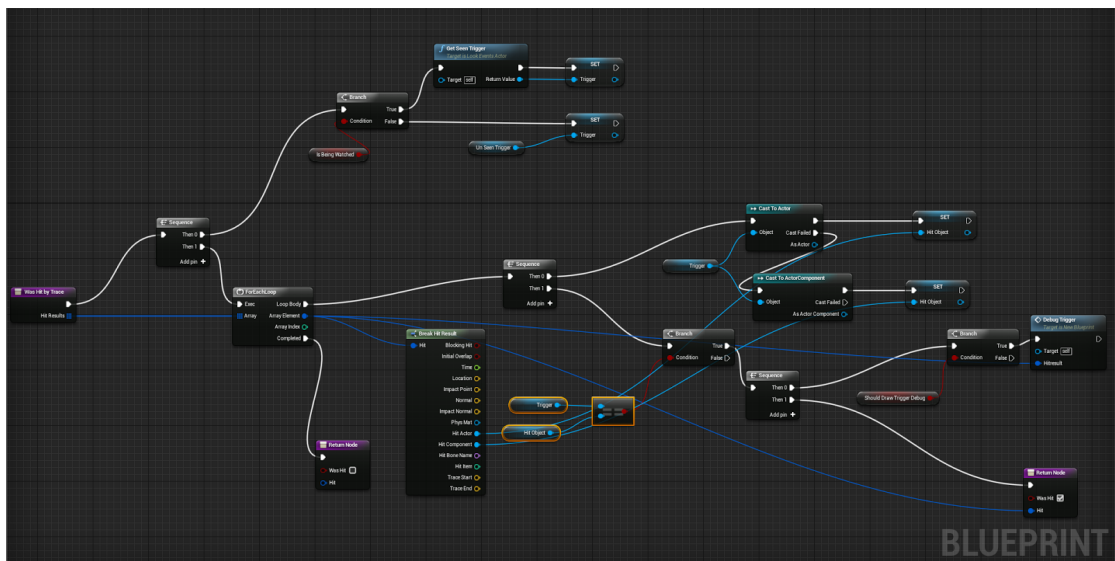 Get Seen Trigger
Target is Look Events Actor
Target self
Return Value
SET
Trigger
Branch
True
Condition
False
SET
Trigger
Un Seen Trigger
Is Being Watched
Sequence
Then 0
Then 1
Add pin +
Cast To Actor
Object
Cast Failed
As Actor
SET
Hit Object
Trigger
Sequence
Then 0
Then 1
Add pin +
Cast To ActorComponent
Object
Cast Failed
As Actor Component
SET
Hit Object
Was Hit by Trace
Hit Results
ForEachLoop
Exec
Loop Body
Array
Array Element
Array Index
Completed
Break Hit Result
Hit
Blocking Hit
Initial Overlap
Time
Location
Impact Point
Normal
Impact Normal
Phys Mat
Hit Actor
Hit Component
Hit Bone Name
Hit Item
Trace Start
Trace End
Branch
True
Condition
False
Branch
True
Condition
False
Debug Trigger
Target is New Blueprint
Target self
Hitresult
Sequence
Then 0
Then 1
Add pin +
Should Draw Trigger Debug
Trigger
==
Hit Object
Return Node
Was Hit
Hit
Return Node
Was Hit
Hit
BLUEPRINT